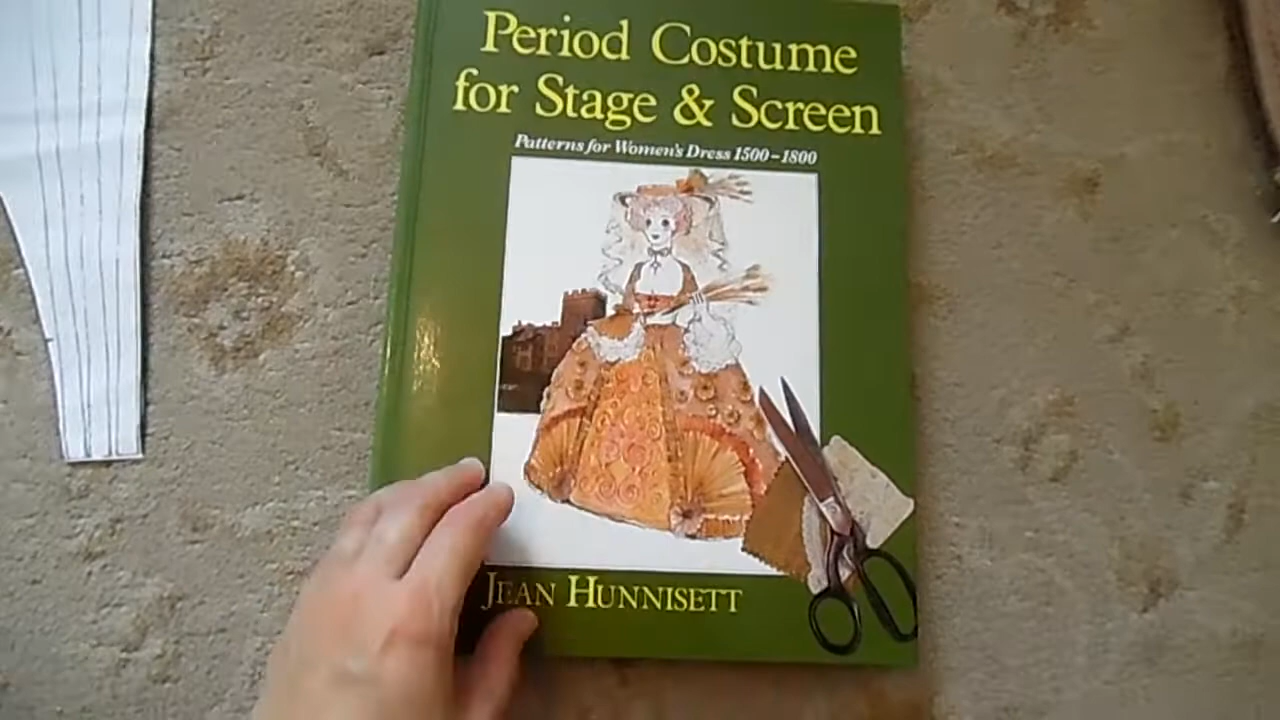 Period Costume
for Stage & Screen
Patterns for Women's Dress 1500–1800
JEAN HUNNISETT